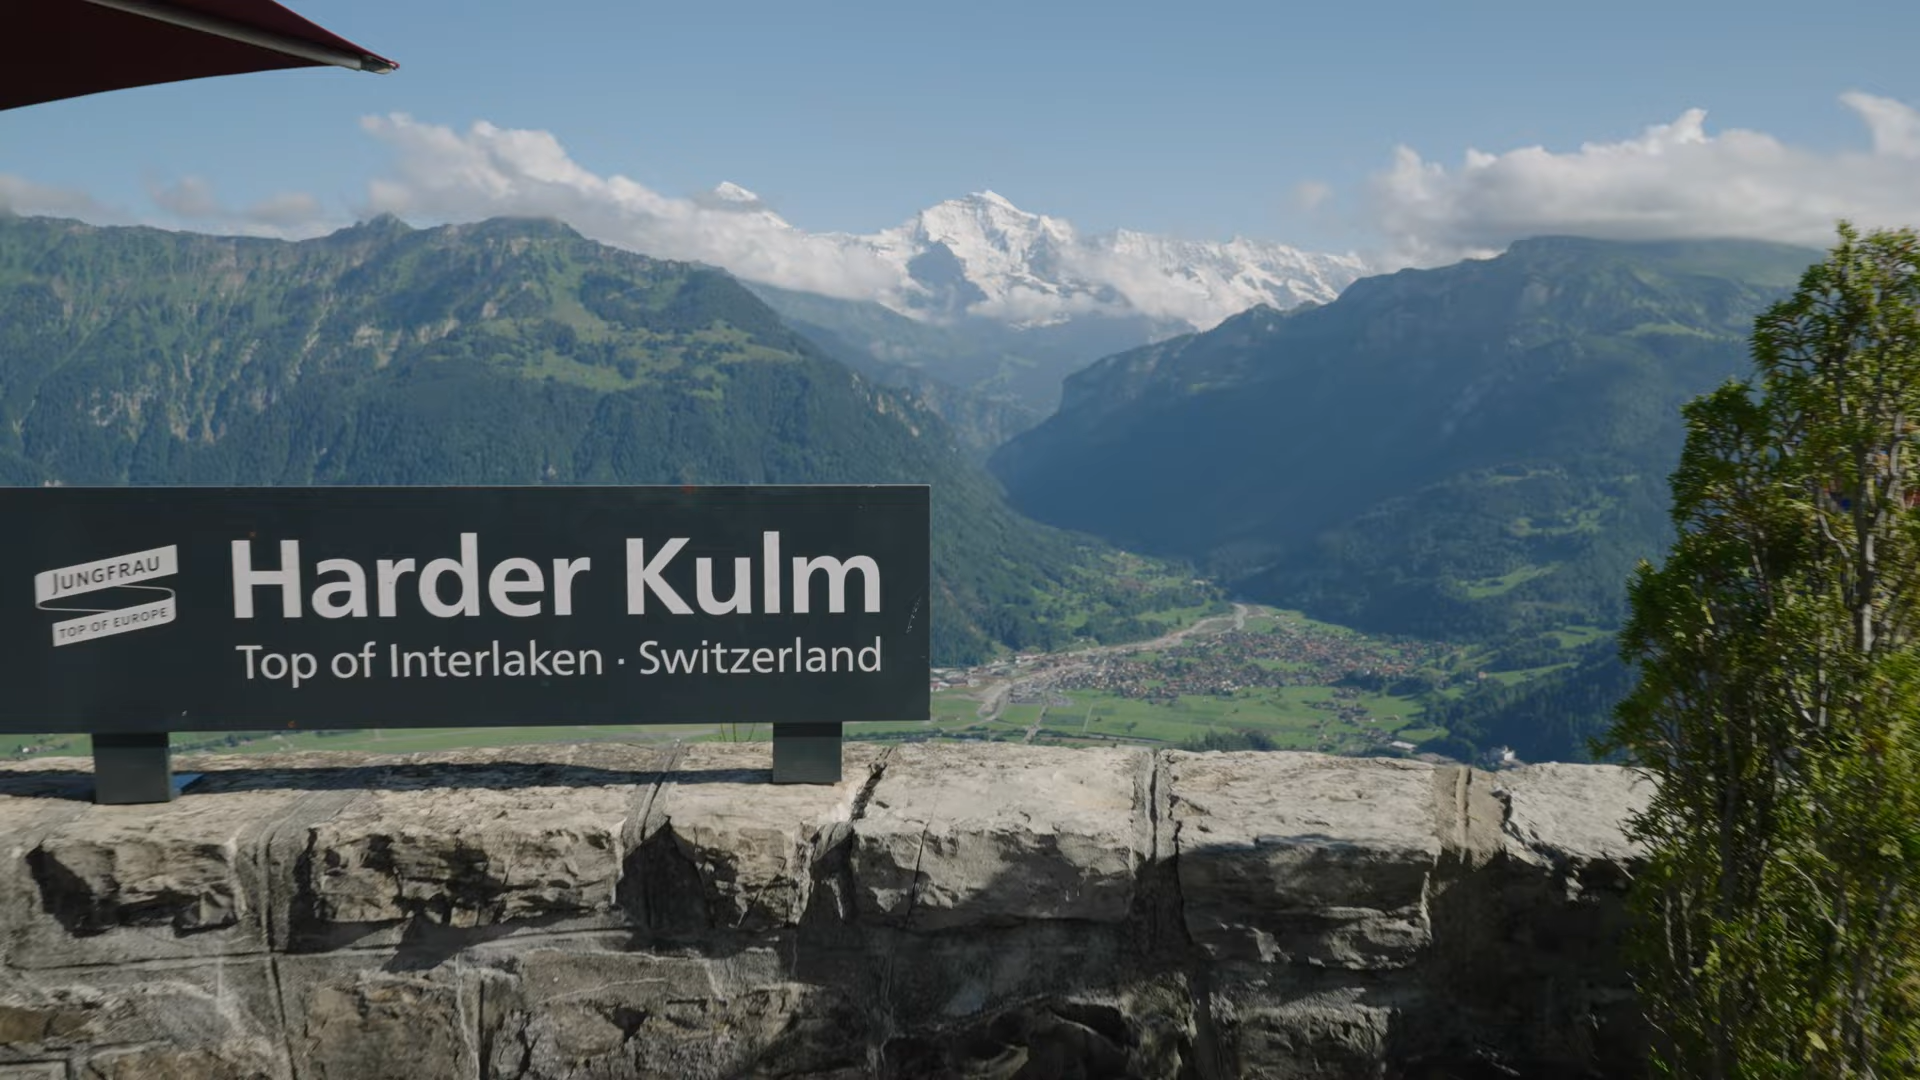 JUNGFRAU
TOP OF EUROPE
Harder Kulm
Top of Interlaken · Switzerland